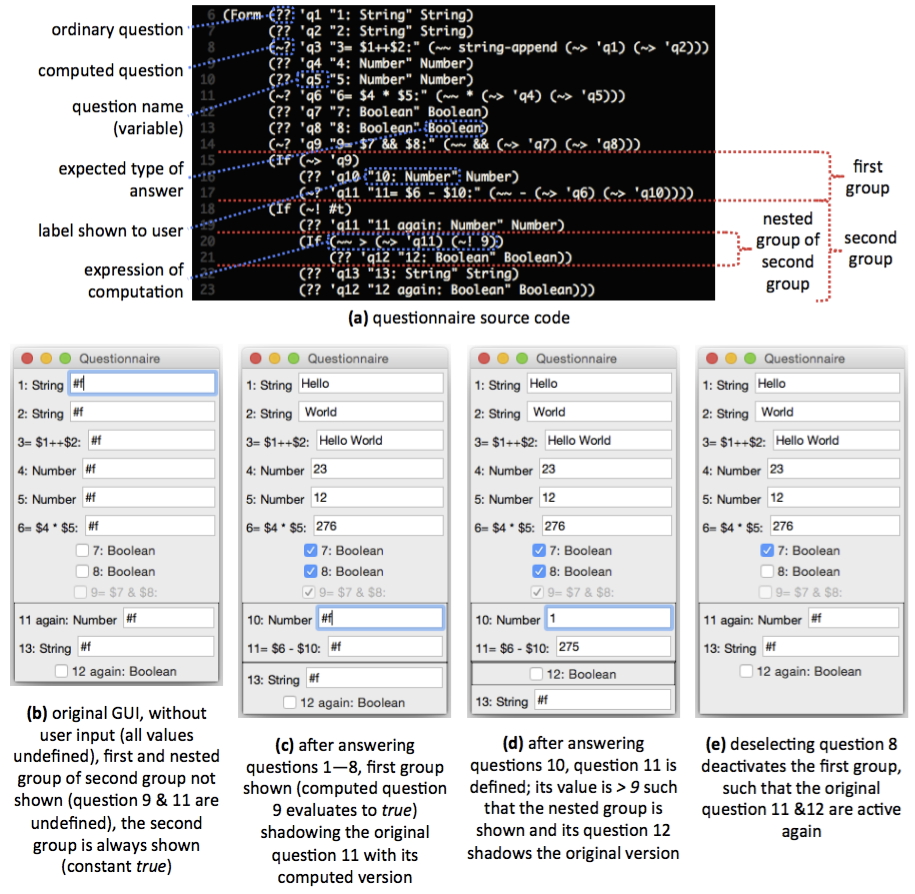 ordinary question
computed question
question name
(variable)
expected type of
answer
label shown to user
expression of
computation
6 (Form (?? 'q1 "1: String" String)
7 (?? 'q2 "2: String" String)
8 (~? 'q3 "3= $1++$2:" (~~ string-append (~> 'q1) (~> 'q2)))
9 (?? 'q4 "4: Number" Number)
10 (?? 'q5 "5: Number" Number)
11 (~? 'q6 "6= $4 * $5:" (~~ * (~> 'q4) (~> 'q5)))
12 (?? 'q7 "7: Boolean" Boolean)
13 (?? 'q8 "8: Boolean" Boolean)
14 (~? 'q9 "9= $7 && $8:" (~~ && (~> 'q7) (~> 'q8)))
15 (If (~> 'q9)
16 (?? 'q10 "10: Number" Number)
17 (~? 'q11 "11= $6 - $10:" (~~ - (~> 'q6) (~> 'q10))))
18 (If (~! #t)
19 (?? 'q11 "11 again: Number" Number)
20 (If (~~ > (~> 'q11) (~! 9))
21 (?? 'q12 "12: Boolean" Boolean))
22 (?? 'q13 "13: String" String)
23 (?? 'q12 "12 again: Boolean" Boolean)))
first
group
nested
group of
second
group
second
group
(a) questionnaire source code
Questionnaire
1: String #f
2: String #f
3= $1++$2: #f
4: Number #f
5: Number #f
6= $4 * $5: #f
7: Boolean
8: Boolean
9= $7 & $8:
11 again: Number #f
13: String #f
12 again: Boolean
(b) original GUI, without
user input (all values
undefined), first and nested
group of second group not
shown (question 9 & 11 are
undefined), the second
group is always shown
(constant true)
Questionnaire
1: String Hello
2: String World
3= $1++$2: Hello World
4: Number 23
5: Number 12
6= $4 * $5: 276
7: Boolean
8: Boolean
9= $7 & $8:
10: Number #f
11= $6 - $10: #f
13: String #f
12 again: Boolean
(c) after answering
questions 1—8, first group
shown (computed question
9 evaluates to true)
shadowing the original
question 11 with its
computed version
Questionnaire
1: String Hello
2: String World
3= $1++$2: Hello World
4: Number 23
5: Number 12
6= $4 * $5: 276
7: Boolean
8: Boolean
9= $7 & $8:
10: Number 1
11= $6 - $10: 275
12: Boolean
13: String #f
(d) after answering
questions 10, question 11 is
defined; its value is > 9 such
that the nested group is
shown and its question 12
shadows the original version
Questionnaire
1: String Hello
2: String World
3= $1++$2: Hello World
4: Number 23
5: Number 12
6= $4 * $5: 276
7: Boolean
8: Boolean
9= $7 & $8:
11 again: Number #f
13: String #f
12 again: Boolean
(e) deselecting question 8
deactivates the first group,
such that the original
question 11 &12 are active
again